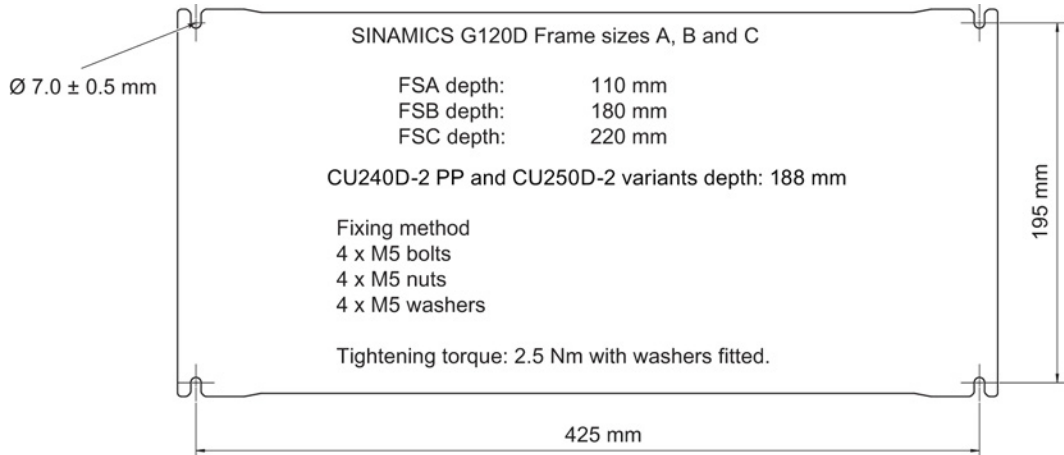 SINAMICS G120D Frame sizes A, B and C
Ø 7.0 ± 0.5 mm
FSA depth: 110 mm
FSB depth: 180 mm
FSC depth: 220 mm
CU240D-2 PP and CU250D-2 variants depth: 188 mm
195 mm
Fixing method
4 x M5 bolts
4 x M5 nuts
4 x M5 washers
Tightening torque: 2.5 Nm with washers fitted.
425 mm